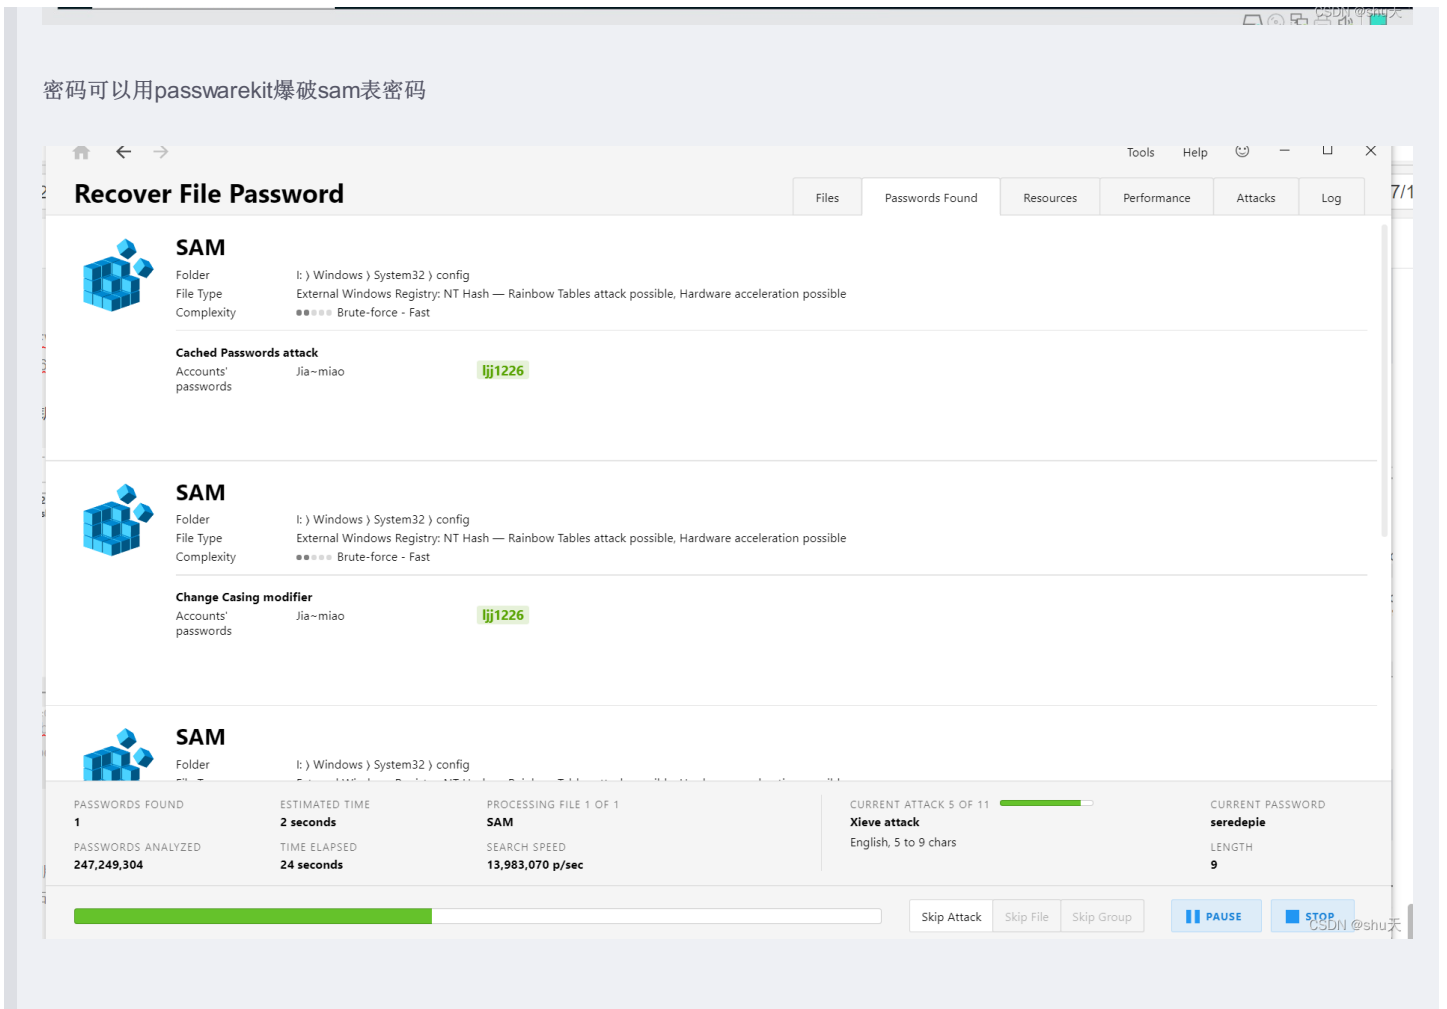 CSDN @shu天
密码可以用passwarekit爆破sam表密码
Tools Help
Recover File Password
Files Passwords Found Resources Performance Attacks Log
7/1
SAM
Folder I: ⟩ Windows ⟩ System32 ⟩ config
File Type External Windows Registry: NT Hash — Rainbow Tables attack possible, Hardware acceleration possible
Complexity Brute-force - Fast
Cached Passwords attack
Accounts' Jia~miao ljj1226
passwords
SAM
Folder I: ⟩ Windows ⟩ System32 ⟩ config
File Type External Windows Registry: NT Hash — Rainbow Tables attack possible, Hardware acceleration possible
Complexity Brute-force - Fast
Change Casing modifier
Accounts' Jia~miao ljj1226
passwords
SAM
Folder I: ⟩ Windows ⟩ System32 ⟩ config
PASSWORDS FOUND ESTIMATED TIME PROCESSING FILE 1 OF 1 CURRENT ATTACK 5 OF 11 CURRENT PASSWORD
1 2 seconds SAM Xieve attack seredepie
English, 5 to 9 chars
PASSWORDS ANALYZED TIME ELAPSED SEARCH SPEED LENGTH
247,249,304 24 seconds 13,983,070 p/sec 9
Skip Attack Skip File Skip Group PAUSE STOP
CSDN @shu天